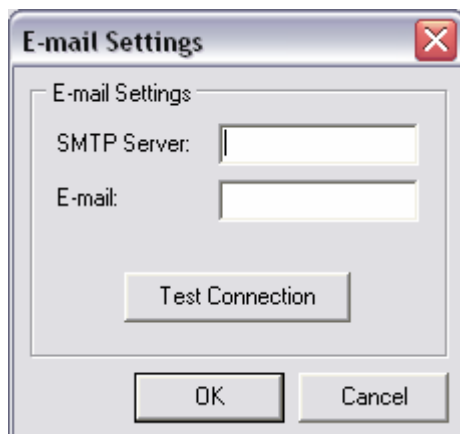 E-mail Settings
E-mail Settings
SMTP Server:
E-mail:
Test Connection
OK Cancel